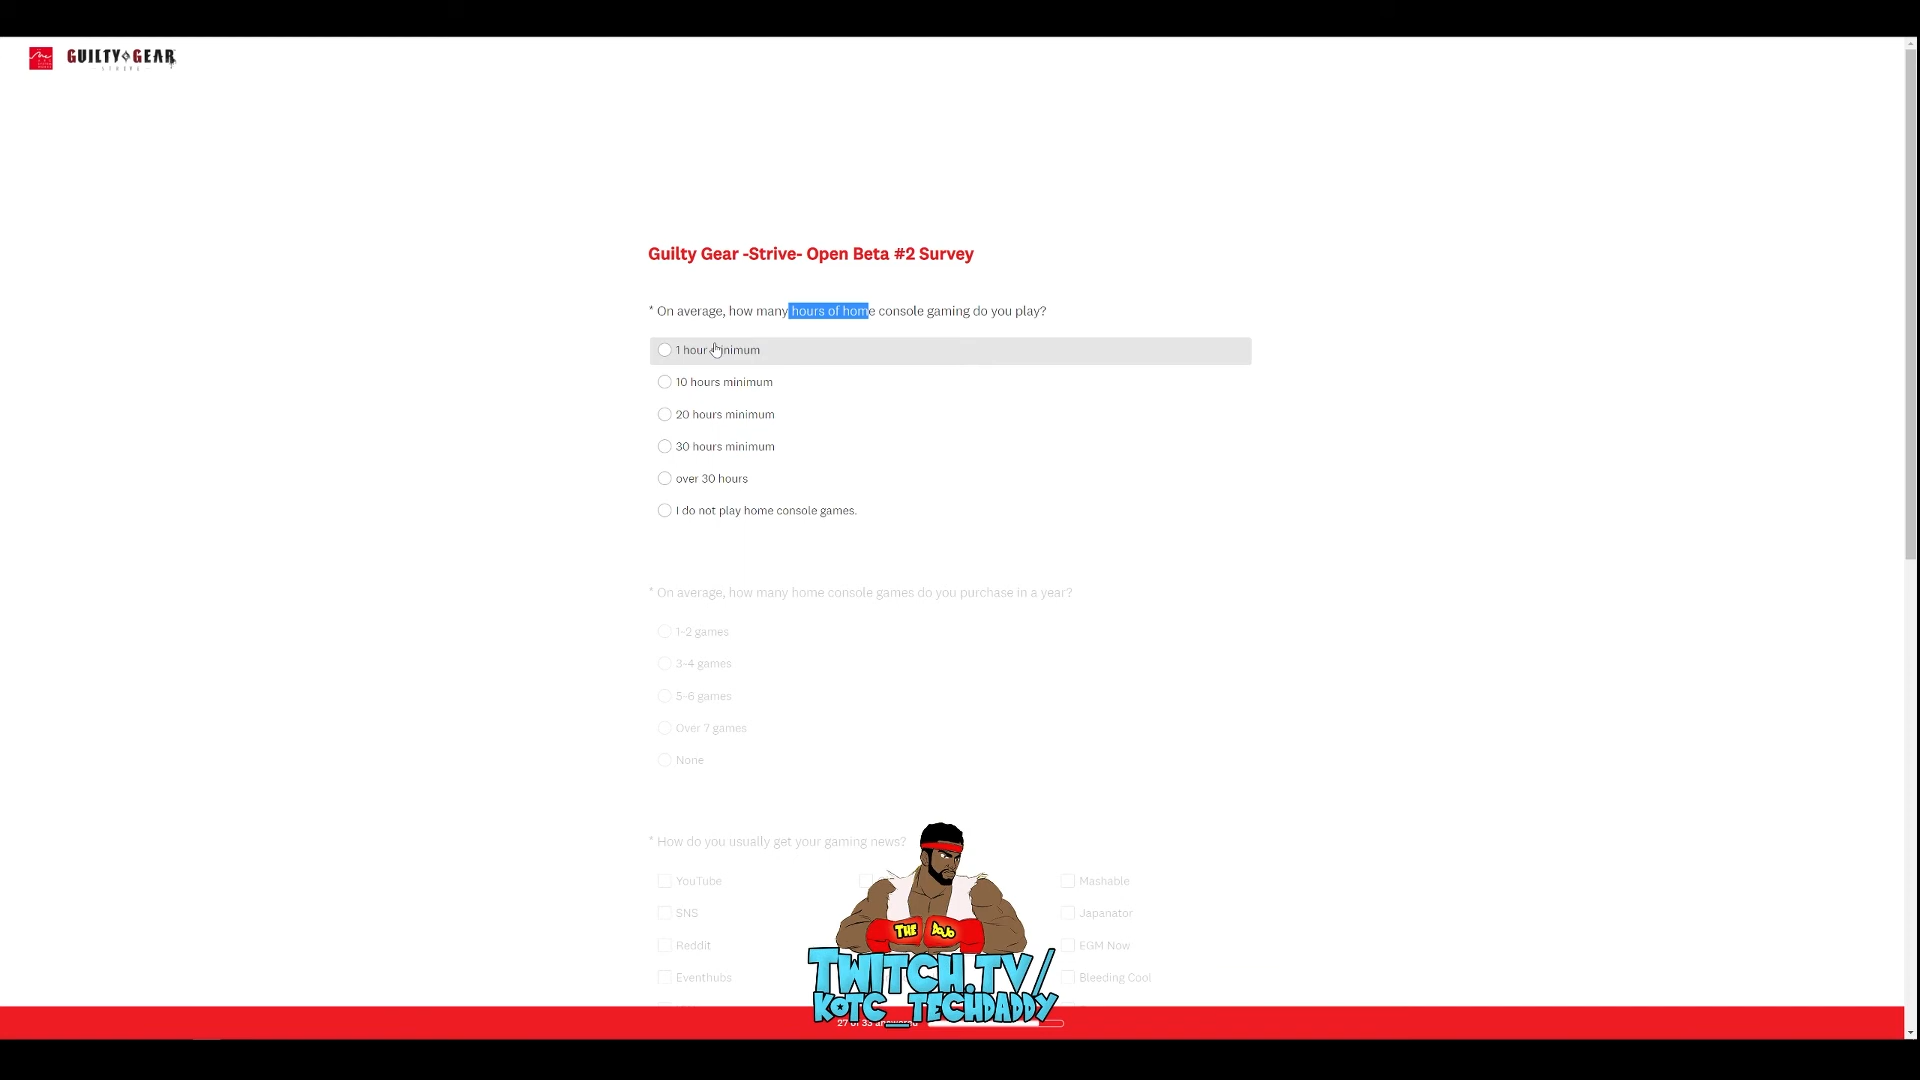 GUILTY GEAR
Guilty Gear -Strive- Open Beta #2 Survey
* On average, how many hours of home console gaming do you play?
1 hour minimum
10 hours minimum
20 hours minimum
30 hours minimum
over 30 hours
I do not play home console games.
* On average, how many home console games do you purchase in a year?
1-2 games
3-4 games
5-6 games
Over 7 games
None
* How do you usually get your gaming news?
YouTube
Mashable
SNS
Japanator
Reddit
EGM Now
Eventhubs
Bleeding Cool
THE DOJO
TWITCH.TV/
KOTC_TECHDADDY
27 of 33 answered